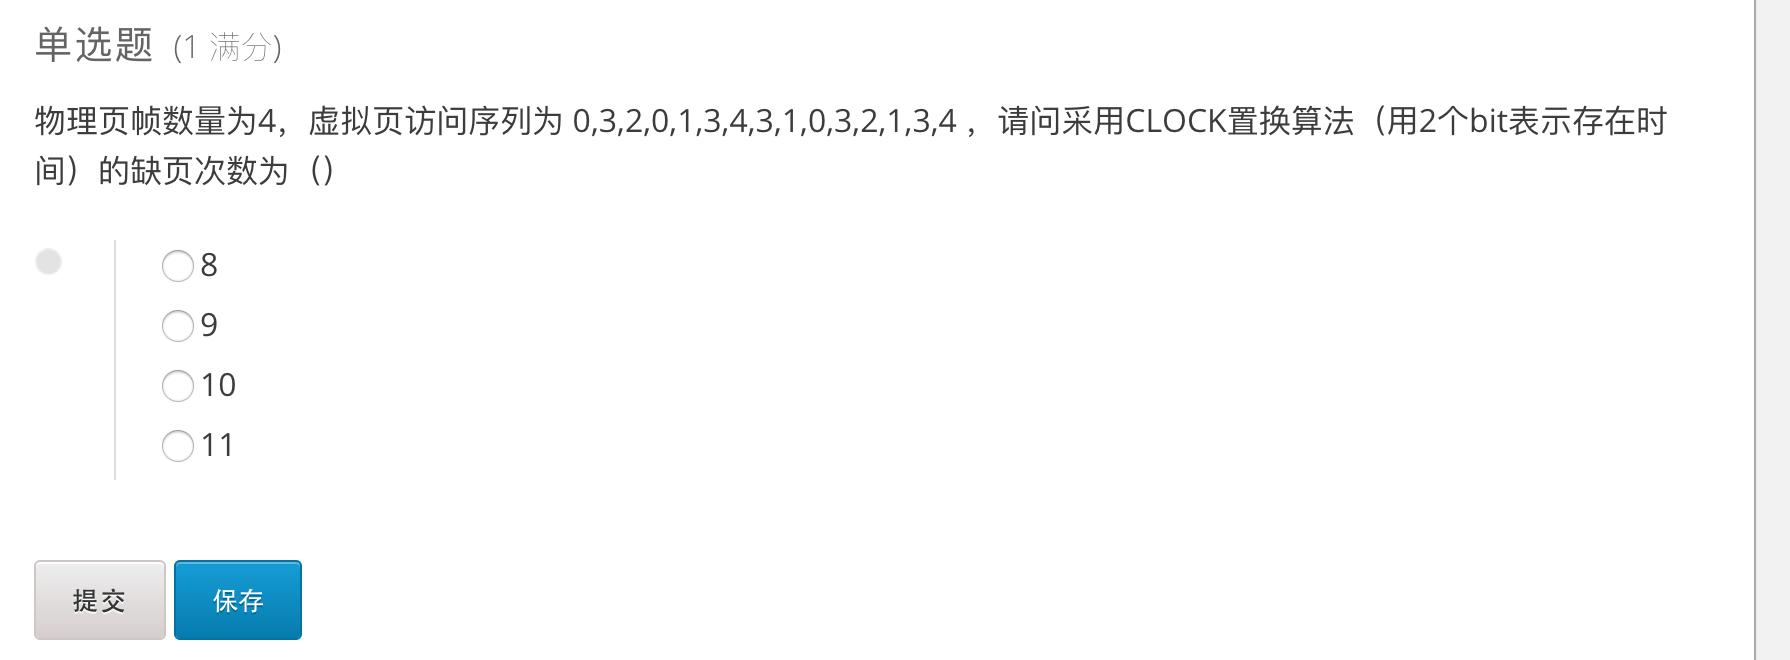 单选题 (1 满分)
物理页帧数量为4，虚拟页访问序列为 0,3,2,0,1,3,4,3,1,0,3,2,1,3,4 ，请问采用CLOCK置换算法（用2个bit表示存在时
间）的缺页次数为（）
8
9
10
11
提交 保存